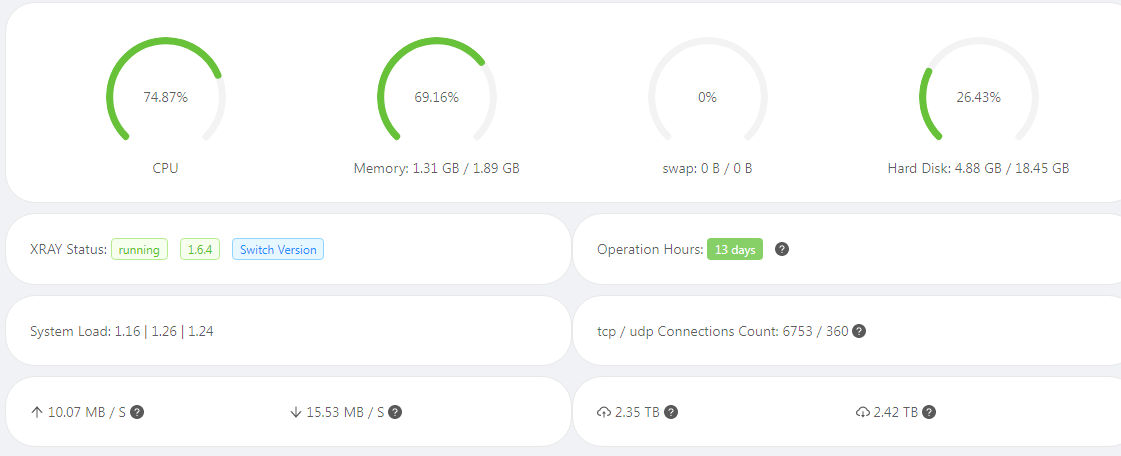 74.87%
69.16%
0%
26.43%
CPU
Memory: 1.31 GB / 1.89 GB
swap: 0 B / 0 B
Hard Disk: 4.88 GB / 18.45 GB
XRAY Status: running 1.6.4 Switch Version
Operation Hours: 13 days ?
System Load: 1.16 | 1.26 | 1.24
tcp / udp Connections Count: 6753 / 360 ?
10.07 MB / S ?
15.53 MB / S ?
2.35 TB ?
2.42 TB ?